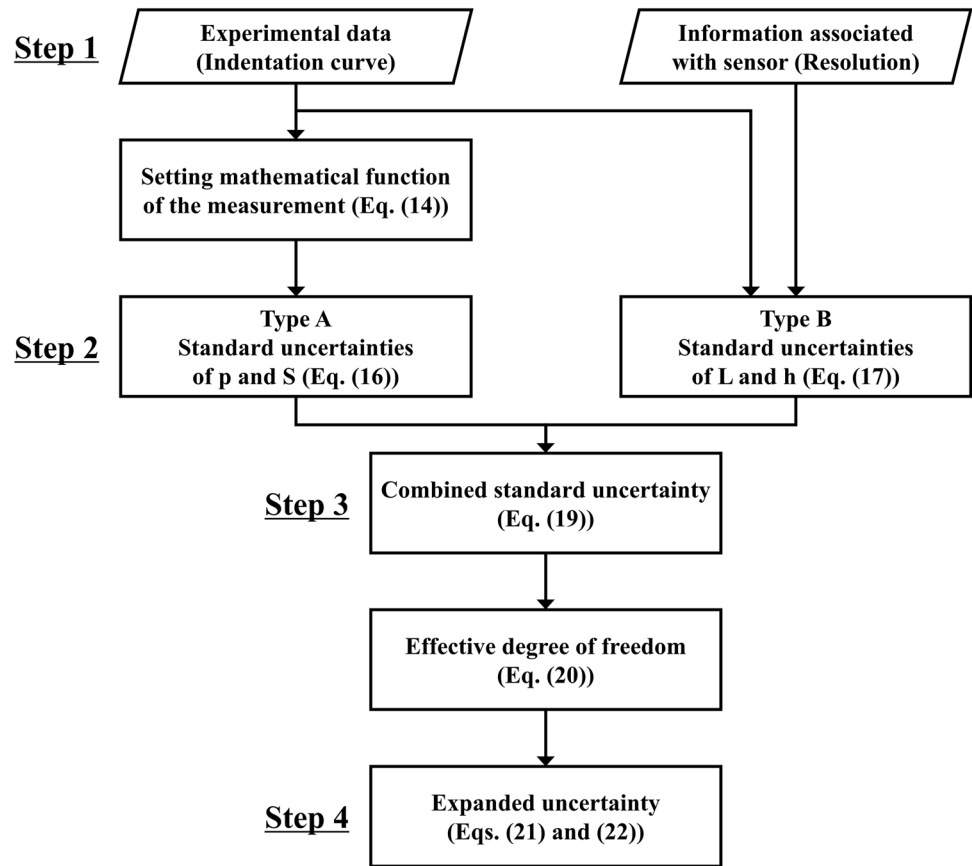 Step 1
Experimental data
(Indentation curve)
Information associated
with sensor (Resolution)
Setting mathematical function
of the measurement (Eq. (14))
Step 2
Type A
Standard uncertainties
of p and S (Eq. (16))
Type B
Standard uncertainties
of L and h (Eq. (17))
Step 3
Combined standard uncertainty
(Eq. (19))
Effective degree of freedom
(Eq. (20))
Step 4
Expanded uncertainty
(Eqs. (21) and (22))